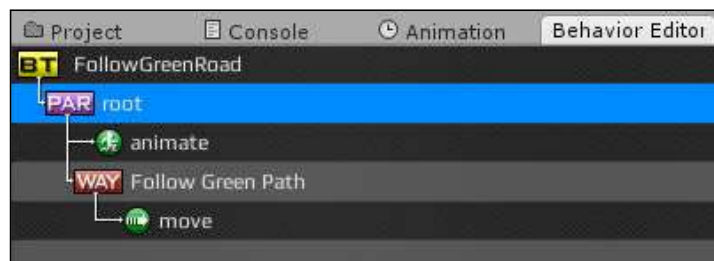 Project Console Animation Behavior Editor
BT FollowGreenRoad
PAR root
animate
WAY Follow Green Path
move